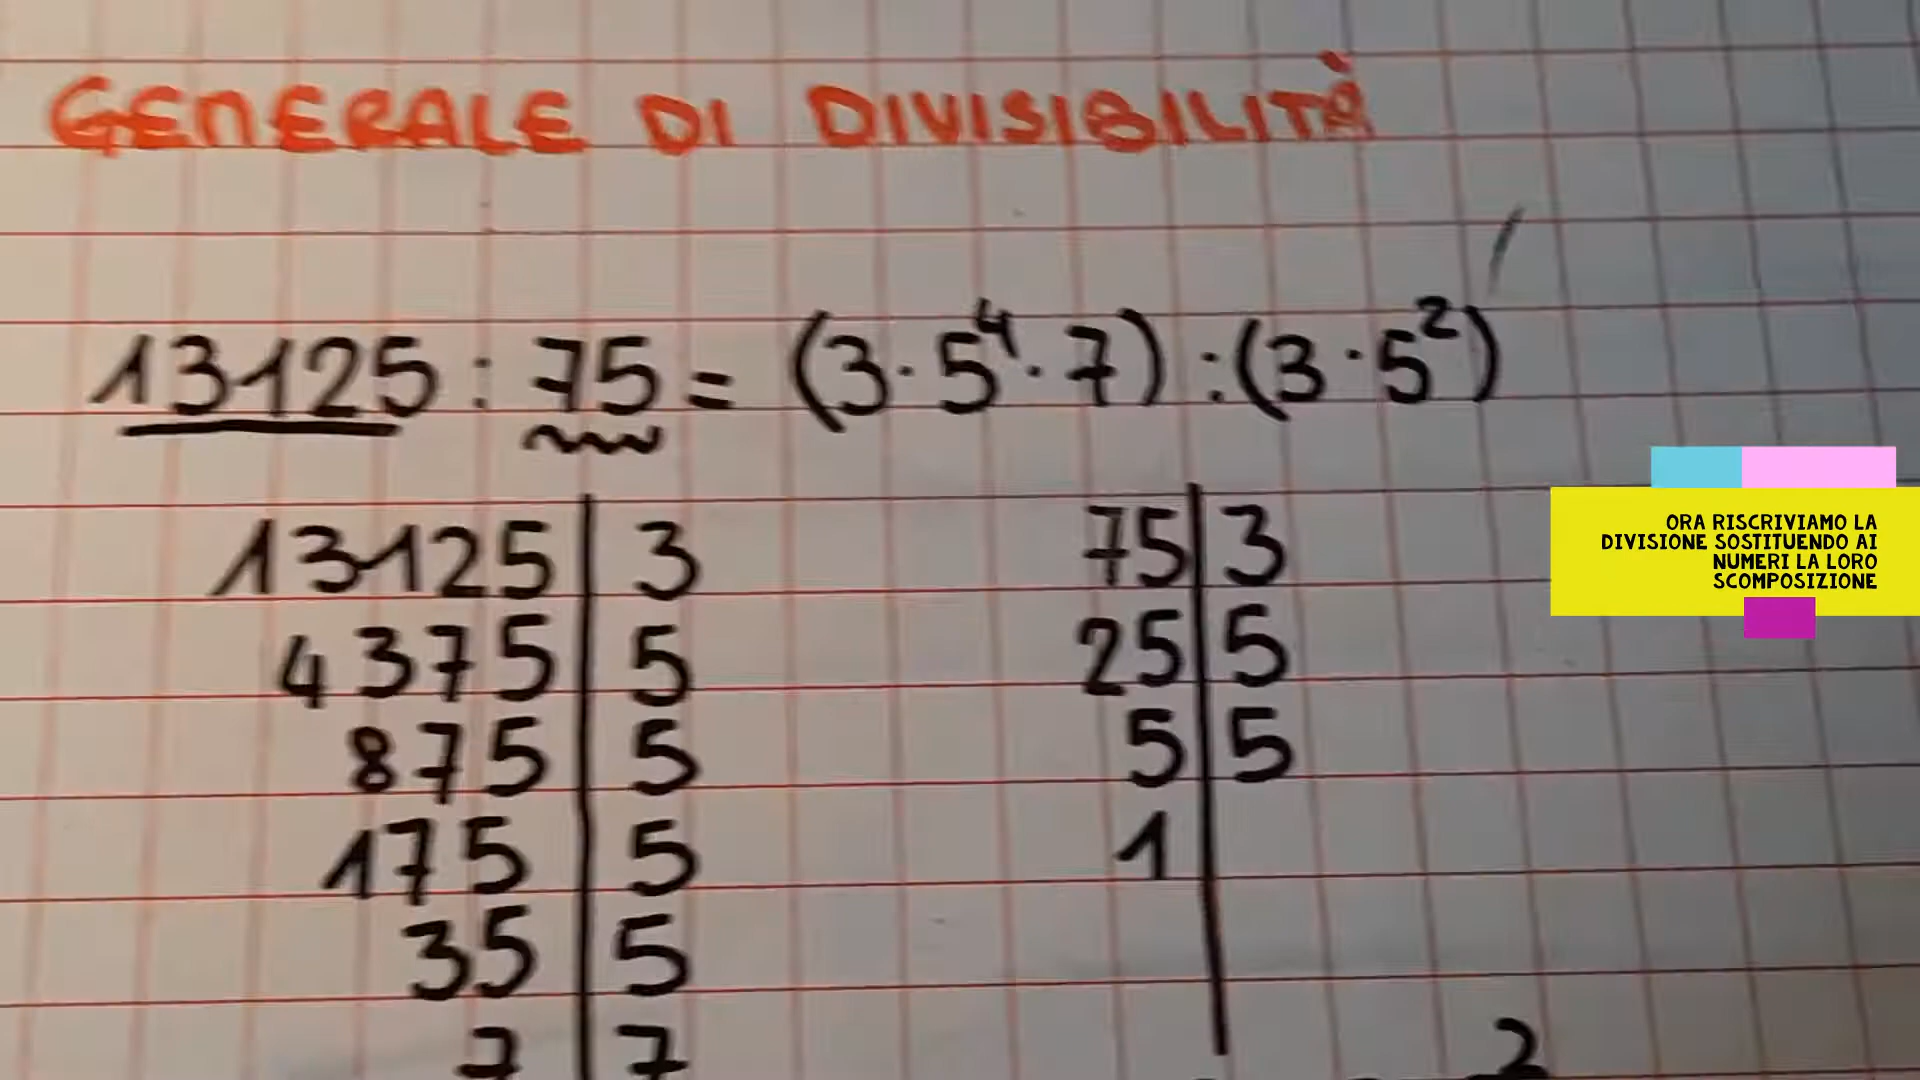 GENERALE DI DIVISIBILITÀ
13125 : 75 = (3·5⁴·7) : (3·5²)
13125 | 3
4375 | 5
875 | 5
175 | 5
35 | 5
7 | 7
75 | 3
25 | 5
5 | 5
1
2
ORA RISCRIVIAMO LA
DIVISIONE SOSTITUENDO AI
NUMERI LA LORO
SCOMPOSIZIONE